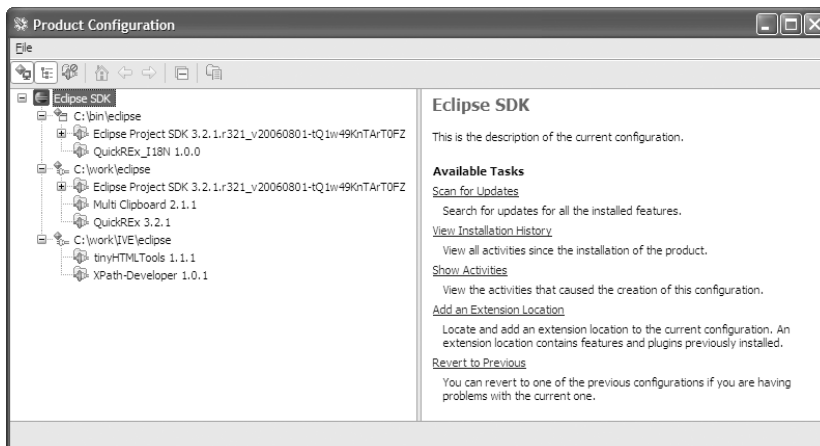 Product Configuration
File
Eclipse SDK
C:\bin\eclipse
Eclipse Project SDK 3.2.1.r321_v20060801-tQ1w49KnTArT0FZ
QuickREx_I18N 1.0.0
C:\work\eclipse
Eclipse Project SDK 3.2.1.r321_v20060801-tQ1w49KnTArT0FZ
Multi Clipboard 2.1.1
QuickREx 3.2.1
C:\work\IVE\eclipse
tinyHTMLTools 1.1.1
XPath-Developer 1.0.1
Eclipse SDK
This is the description of the current configuration.
Available Tasks
Scan for Updates
Search for updates for all the installed features.
View Installation History
View all activities since the installation of the product.
Show Activities
View the activities that caused the creation of this configuration.
Add an Extension Location
Locate and add an extension location to the current configuration. An
extension location contains features and plugins previously installed.
Revert to Previous
You can revert to one of the previous configurations if you are having
problems with the current one.